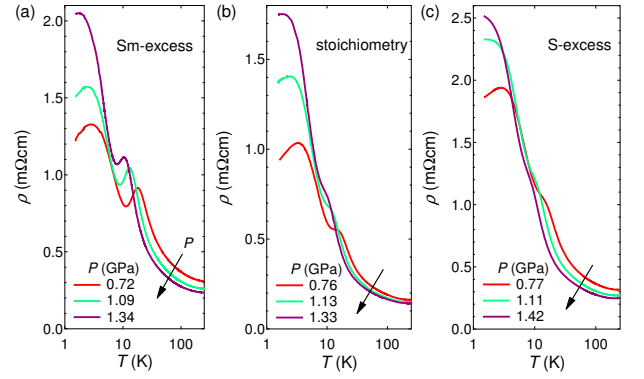 (a)
Sm-excess
ρ (mΩcm)
2.0
1.5
1.0
0.5
0.0
P
P (GPa)
0.72
1.09
1.34
1
10
100
T (K)
(b)
stoichiometry
ρ (mΩcm)
1.5
1.0
0.5
0.0
P (GPa)
0.76
1.13
1.33
1
10
100
T (K)
(c)
S-excess
ρ (mΩcm)
2.5
2.0
1.5
1.0
0.5
0.0
P (GPa)
0.77
1.11
1.42
1
10
100
T (K)